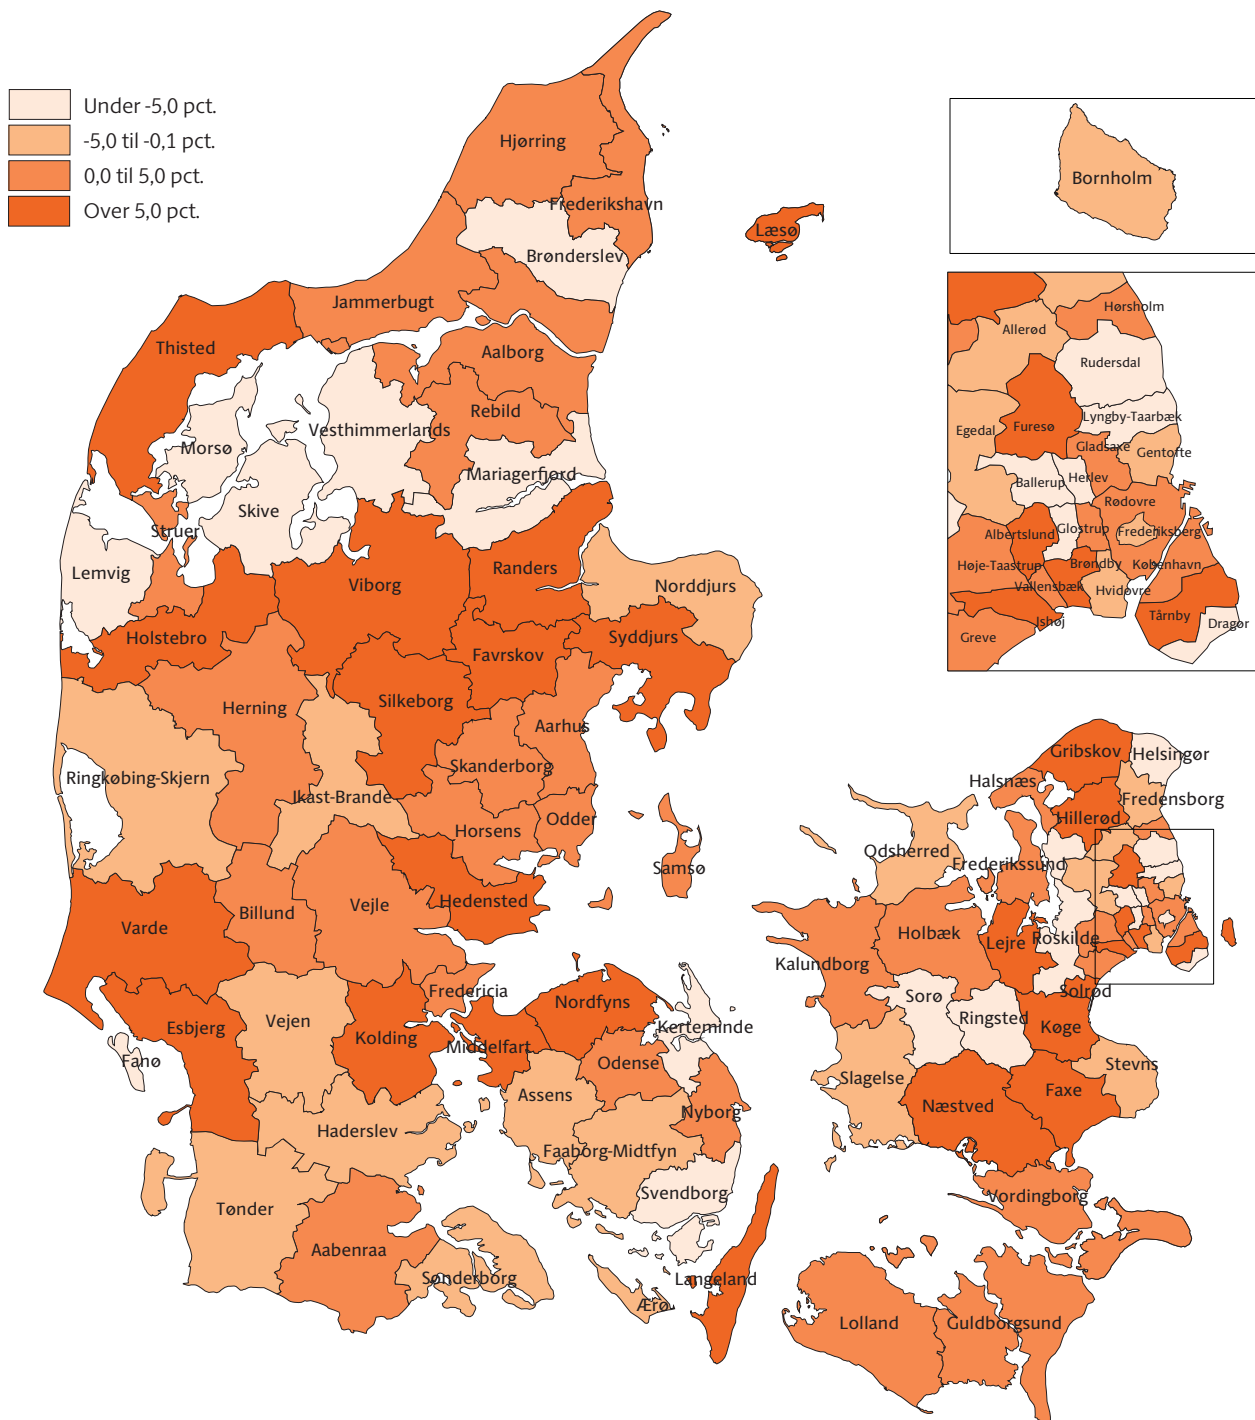 Under -5,0 pct.
-5,0 til -0,1 pct.
0,0 til 5,0 pct.
Over 5,0 pct.
Hjørring
Frederikshavn
Læsø
Brønderslev
Jammerbugt
Thisted
Aalborg
Rebild
Vesthimmerlands
Morsø
Mariagerfjord
Skive
Struer
Lemvig
Viborg
Randers
Norddjurs
Holstebro
Favrskov
Syddjurs
Silkeborg
Herning
Aarhus
Skanderborg
Ringkøbing-Skjern
Ikast-Brande
Horsens
Odder
Samsø
Hedensted
Vejle
Billund
Varde
Fredericia
Nordfyns
Vejen
Esbjerg
Kolding
Middelfart
Kerteminde
Fanø
Odense
Assens
Nyborg
Haderslev
Faaborg-Midtfyn
Svendborg
Tønder
Aabenraa
Sønderborg
Langeland
Ærø
Bornholm
Hørsholm
Allerød
Rudersdal
Lyngby-Taarbæk
Furesø
Egedal
Gladsaxe
Gentofte
Ballerup
Herlev
Rødovre
Albertslund
Glostrup
Frederiksberg
Høje-Taastrup
Brøndby
København
Vallensbæk
Hvidovre
Ishøj
Tårnby
Dragør
Greve
Gribskov
Helsingør
Halsnæs
Fredensborg
Hillerød
Odsherred
Frederikssund
Holbæk
Lejre
Roskilde
Kalundborg
Solrød
Sorø
Ringsted
Køge
Stevns
Slagelse
Faxe
Næstved
Vordingborg
Lolland
Guldborgsund